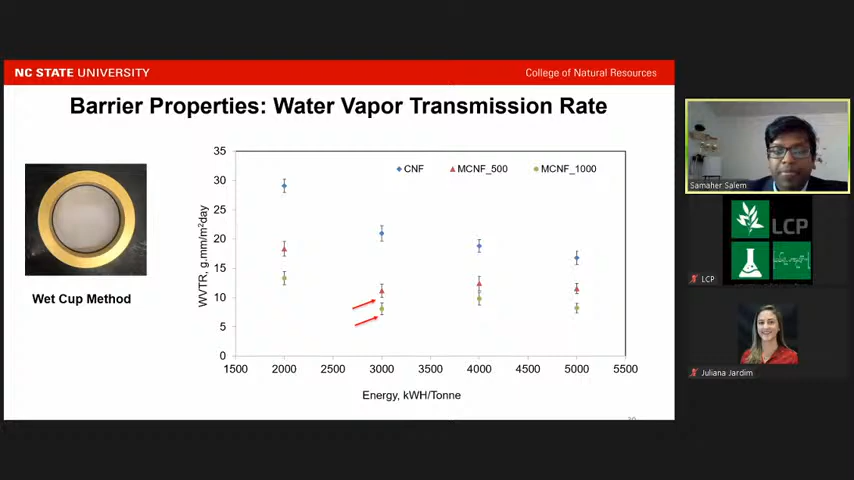 NC STATE UNIVERSITY
College of Natural Resources
Barrier Properties: Water Vapor Transmission Rate
Wet Cup Method
WVTR, g.mm/m²day
35
30
25
20
15
10
5
0
CNF
MCNF_500
MCNF_1000
1500 2000 2500 3000 3500 4000 4500 5000 5500
Energy, kWH/Tonne
Samaher Salem
LCP
LCP
Juliana Jardim